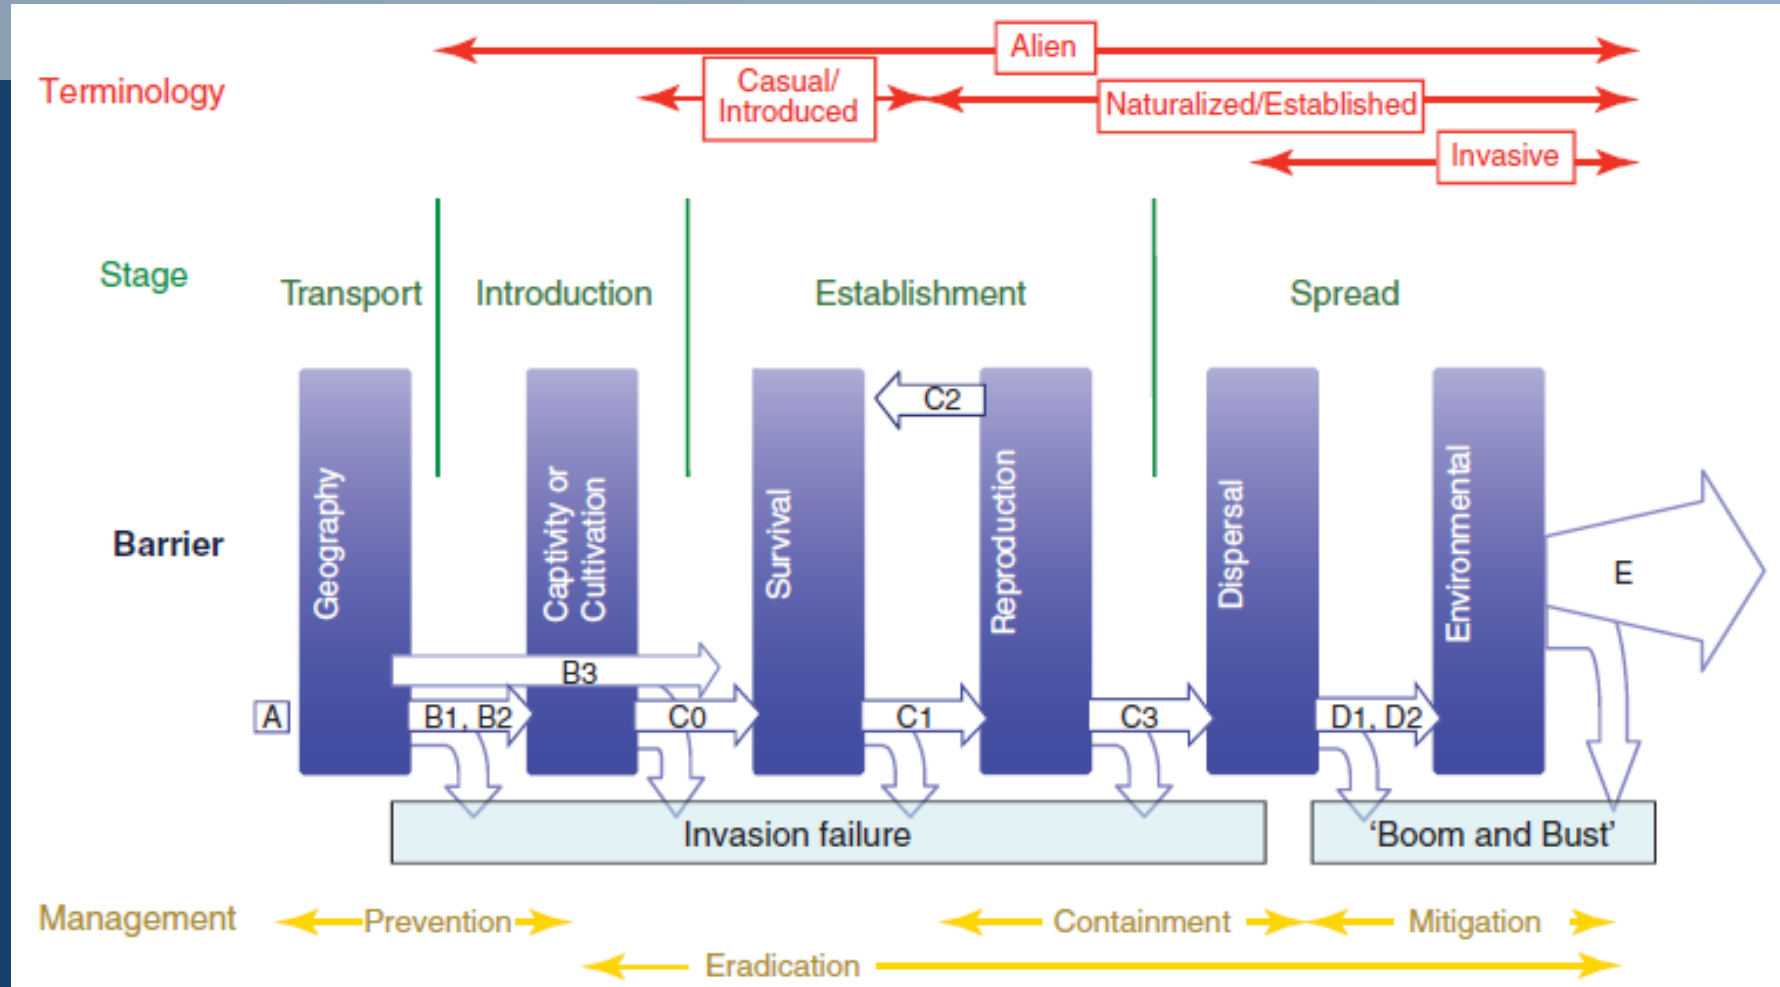 Terminology
Alien
Casual/
Introduced
Naturalized/Established
Invasive
Stage
Transport
Introduction
Establishment
Spread
Barrier
Geography
Captivity or
Cultivation
Survival
Reproduction
Dispersal
Environmental
C2
E
B3
A
B1, B2
C0
C1
C3
D1, D2
Invasion failure
‘Boom and Bust’
Management
Prevention
Containment
Mitigation
Eradication